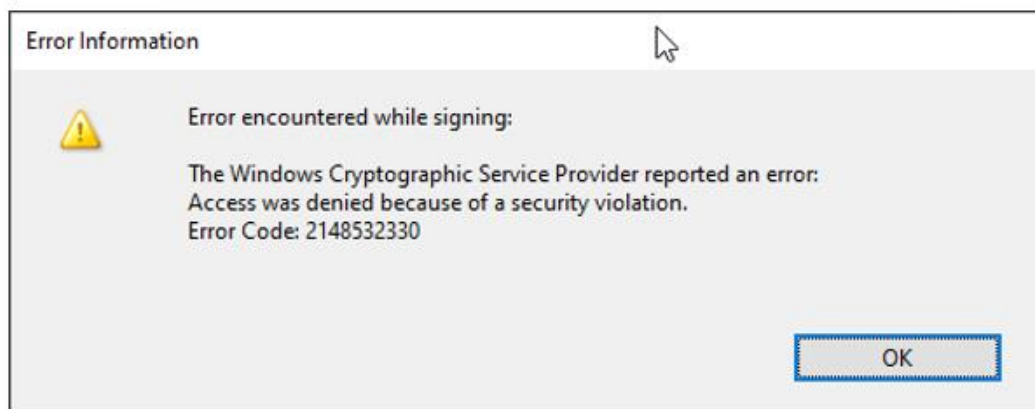 Error Information
Error encountered while signing:
The Windows Cryptographic Service Provider reported an error:
Access was denied because of a security violation.
Error Code: 2148532330
OK